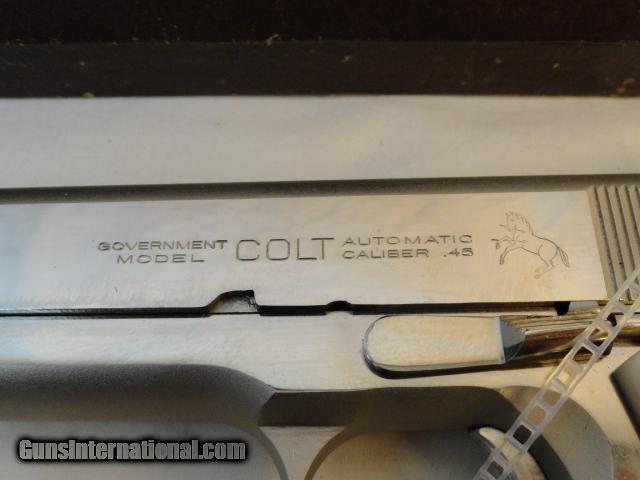 GOVERNMENT
MODEL
COLT
AUTOMATIC
CALIBER .45
GunsInternational.com